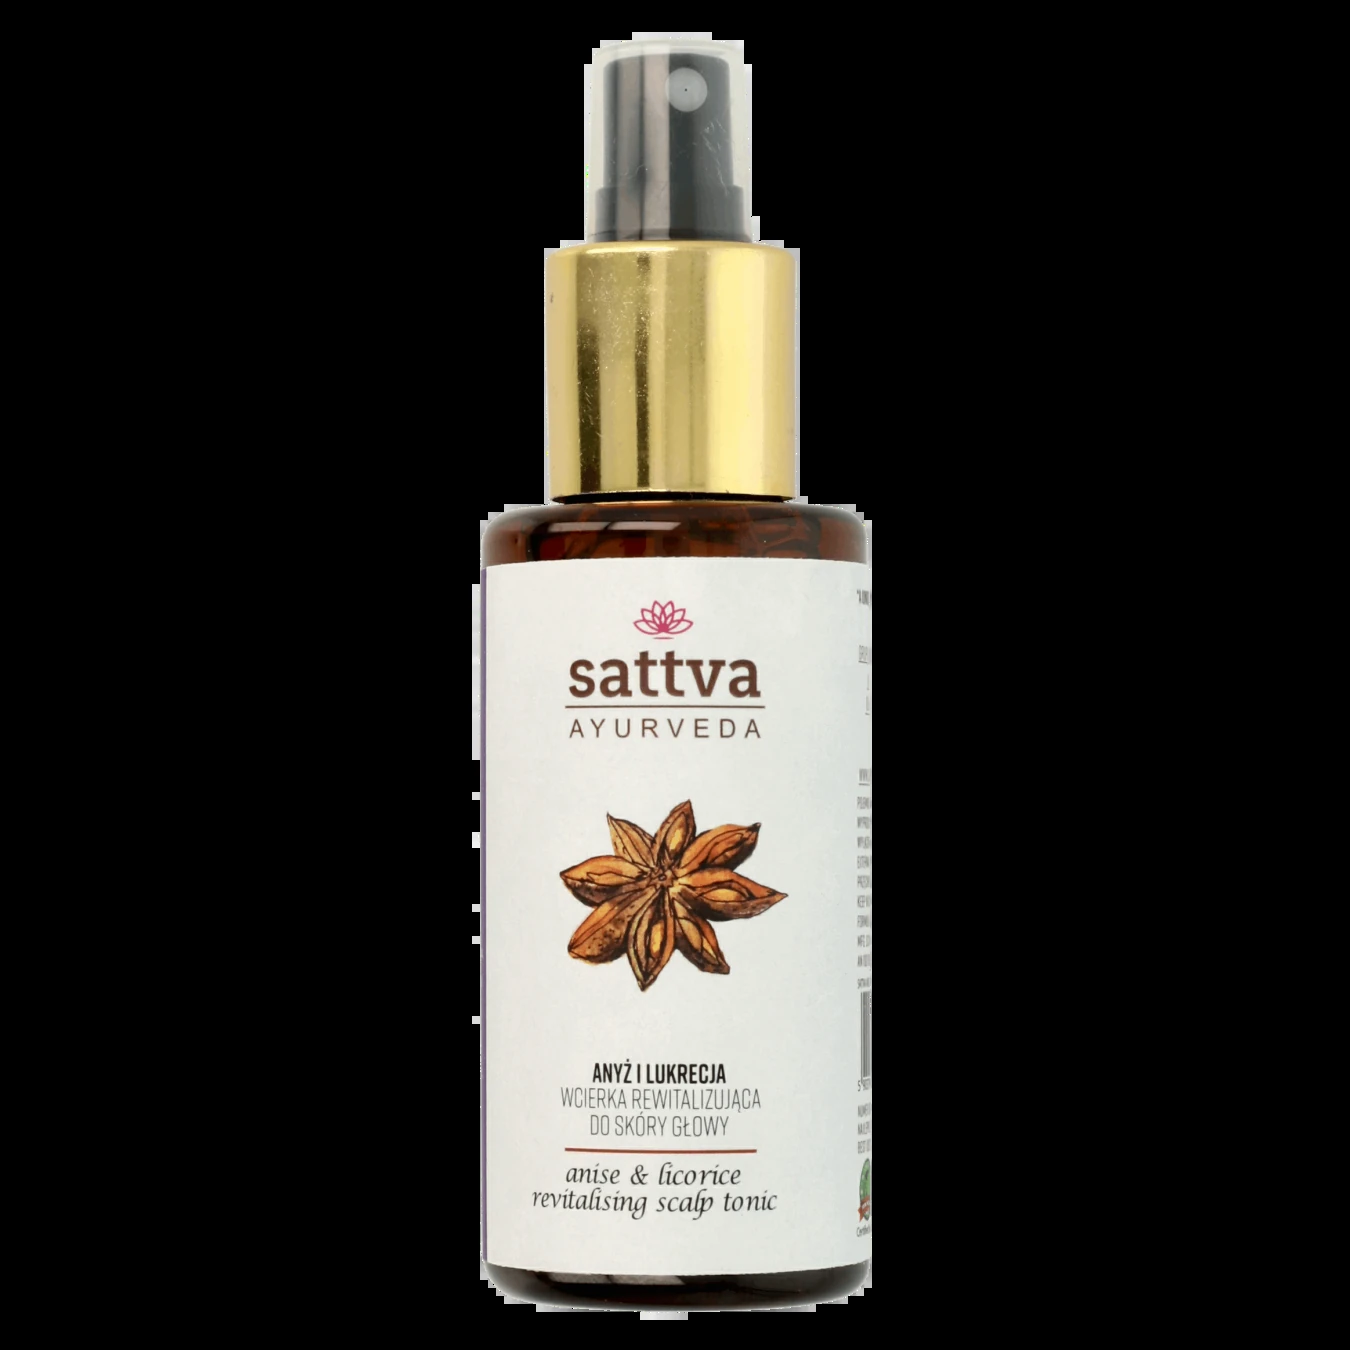 sattva
AYURVEDA
ANYŻ I LUKRECJA
WCIERKA REWITALIZUJĄCA
DO SKÓRY GŁOWY
anise & licorice
revitalising scalp tonic